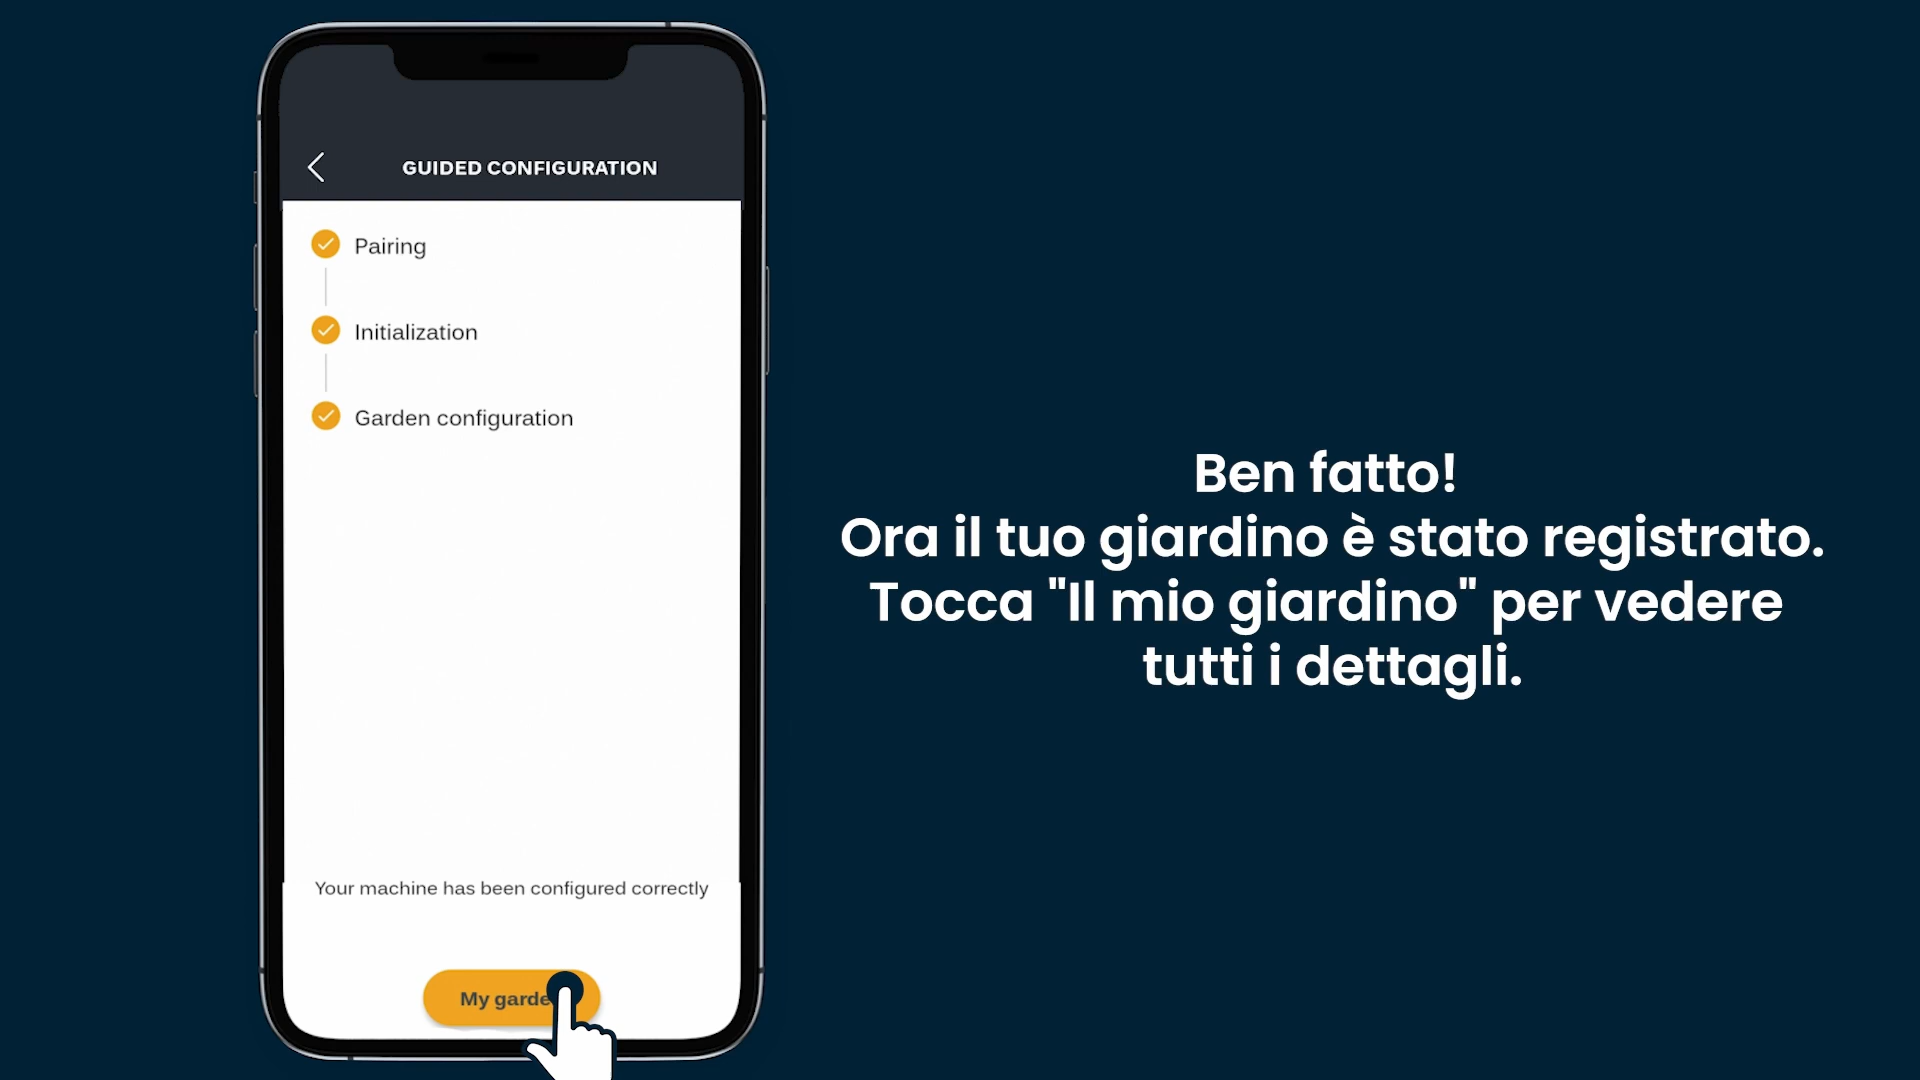 GUIDED CONFIGURATION
Pairing
Initialization
Garden configuration
Your machine has been configured correctly
My
Ben fatto!
Ora il tuo giardino è stato registrato.
Tocca "Il mio giardino" per vedere
tutti i dettagli.